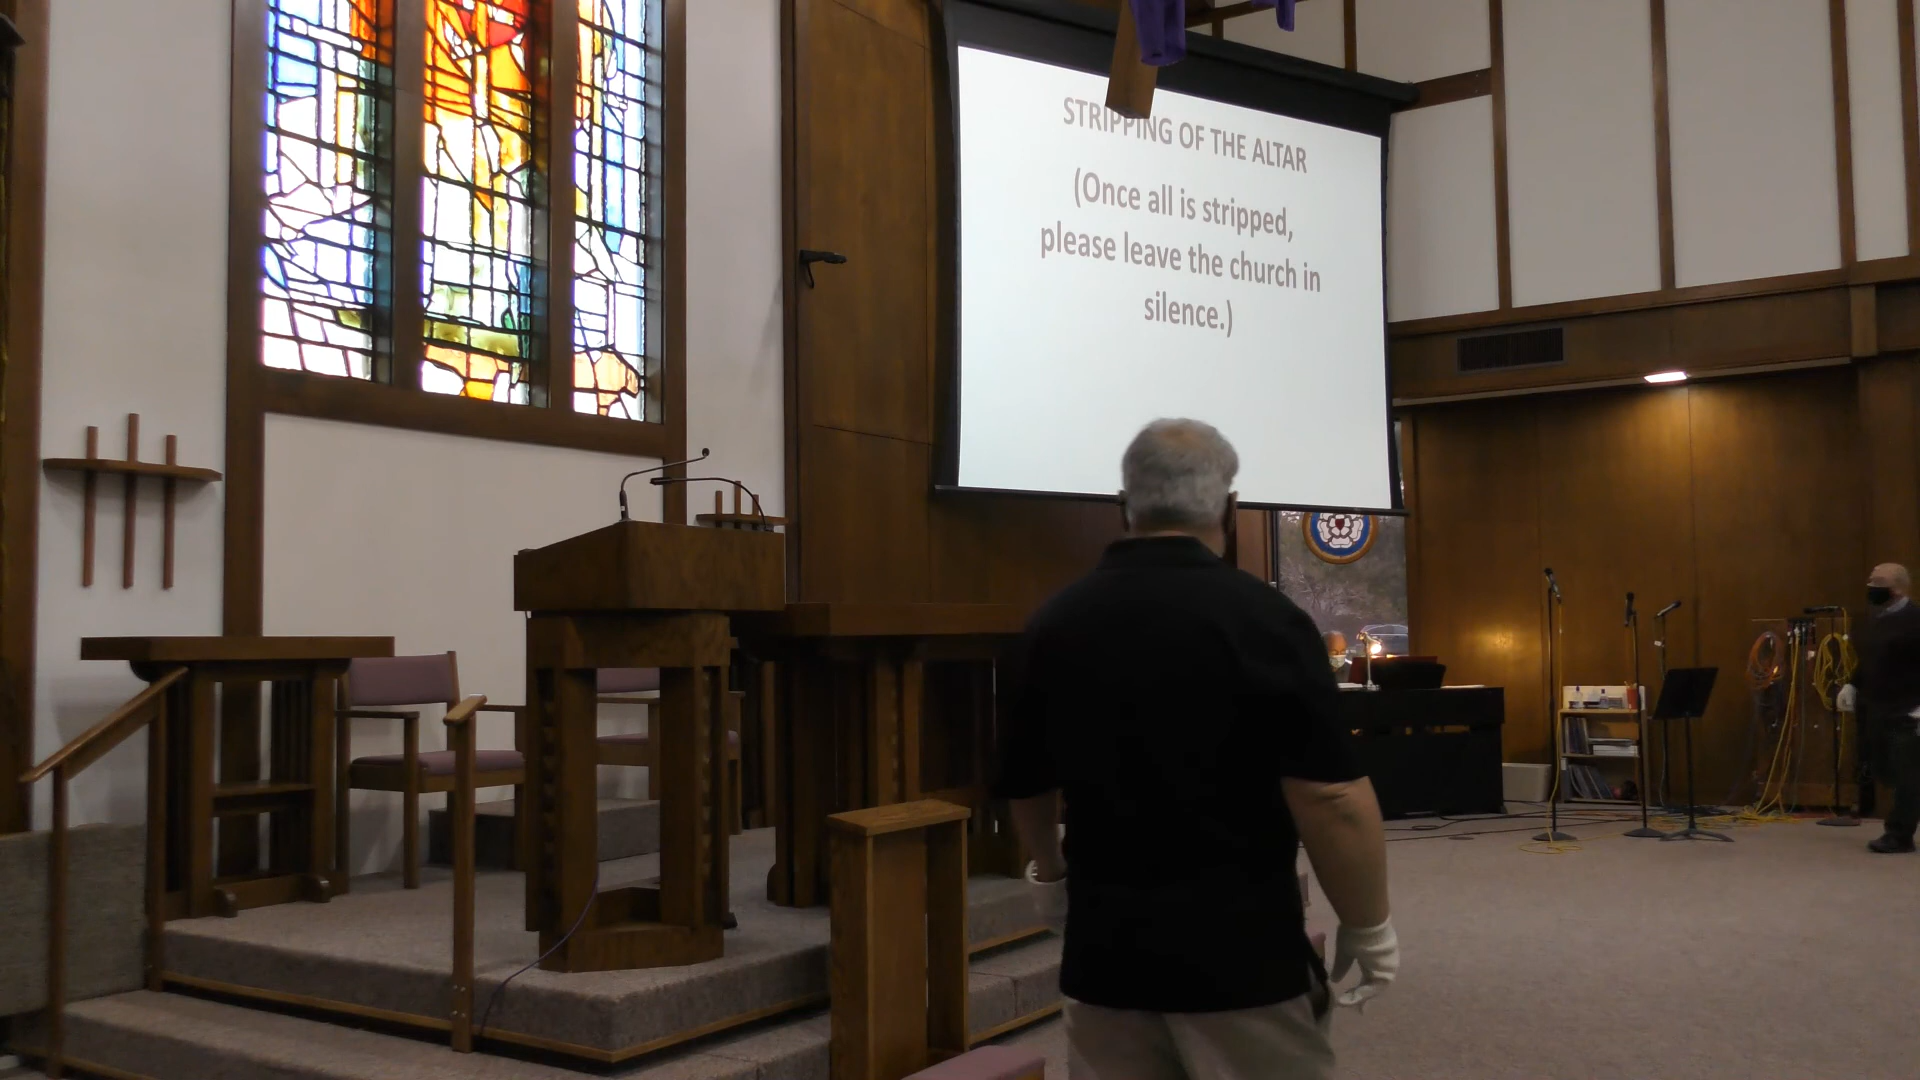 STRIPPING OF THE ALTAR
(Once all is stripped,
please leave the church in
silence.)